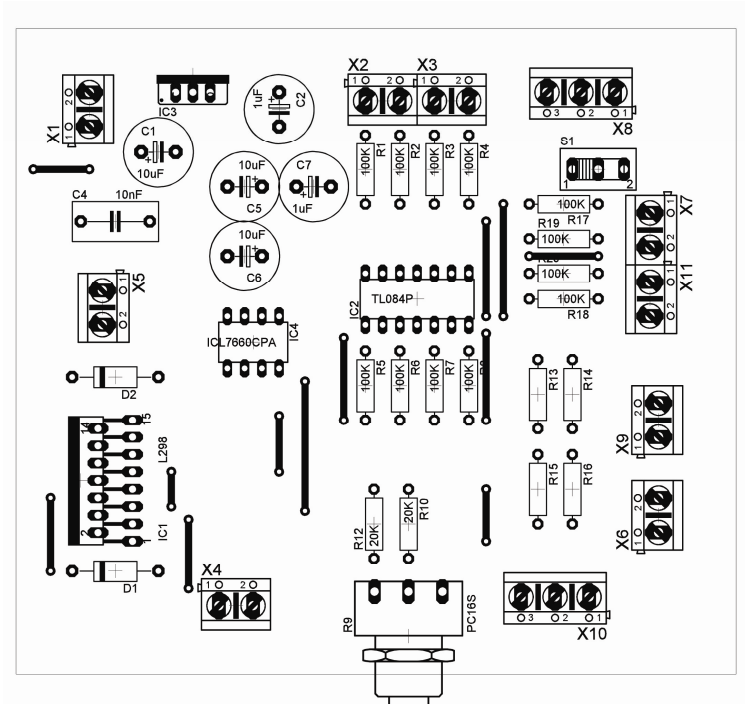 X2
X3
1 2
1 2
X1
1 2
IC3
1uF
+
C2
3 2 1
X8
C1
+
10uF
S1
1 2
R1
100K
R2
100K
R3
100K
R4
100K
10uF
+
C5
C7
+
1uF
C4
10nF
100K
R17
R19
100K
100K
R18
100K
X7
1 2
X11
1 2
10uF
+
C6
X5
1 2
IC2
TL084P
ICL7660CPA
IC4
R5
100K
R6
100K
R7
100K
100K
D2
R13
R14
X9
1 2
14
15
L298
2
1
IC1
R15
R16
X6
1 2
R12
20K
R10
20K
D1
X4
1 2
R9
PC16S
3 2 1
X10